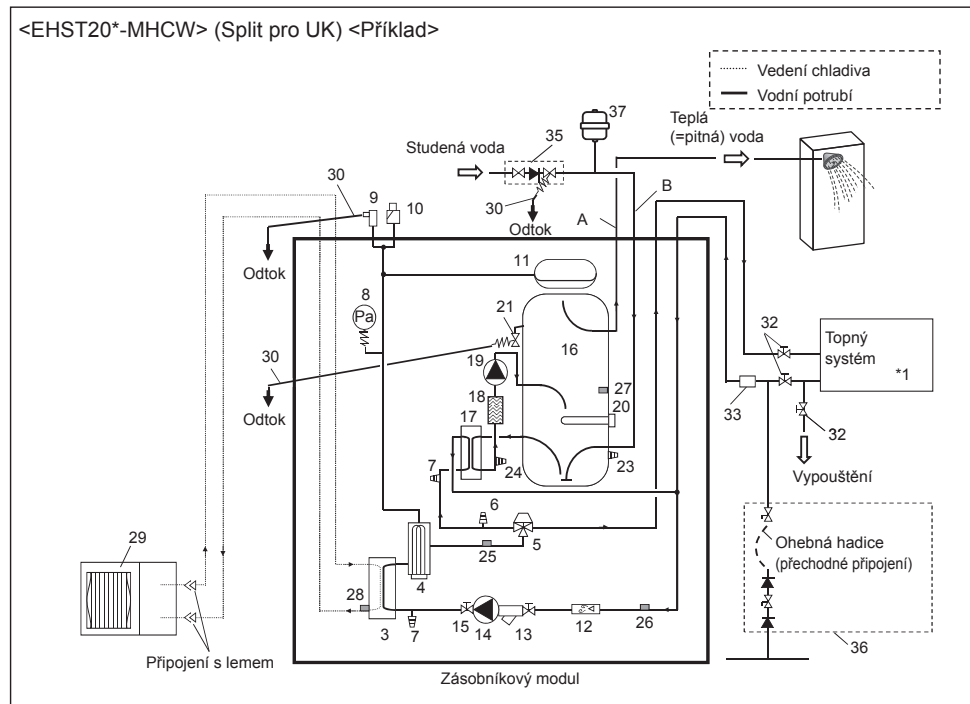 <EHST20*-MHCW> (Split pro UK) <Příklad>
Vedení chladiva
Vodní potrubí
37
Teplá
(=pitná) voda
35
Studená voda
30
9
10
30
A
B
Odtok
Odtok
11
8
Pa
21
16
32
Topný
systém
*1
30
19
27
18
20
33
Odtok
17
32
7
24
23
Vypouštění
6
29
25
5
4
Ohebná hadice
(přechodné připojení)
28
3
7
15
14
13
12
26
36
Připojení s lemem
Zásobníkový modul